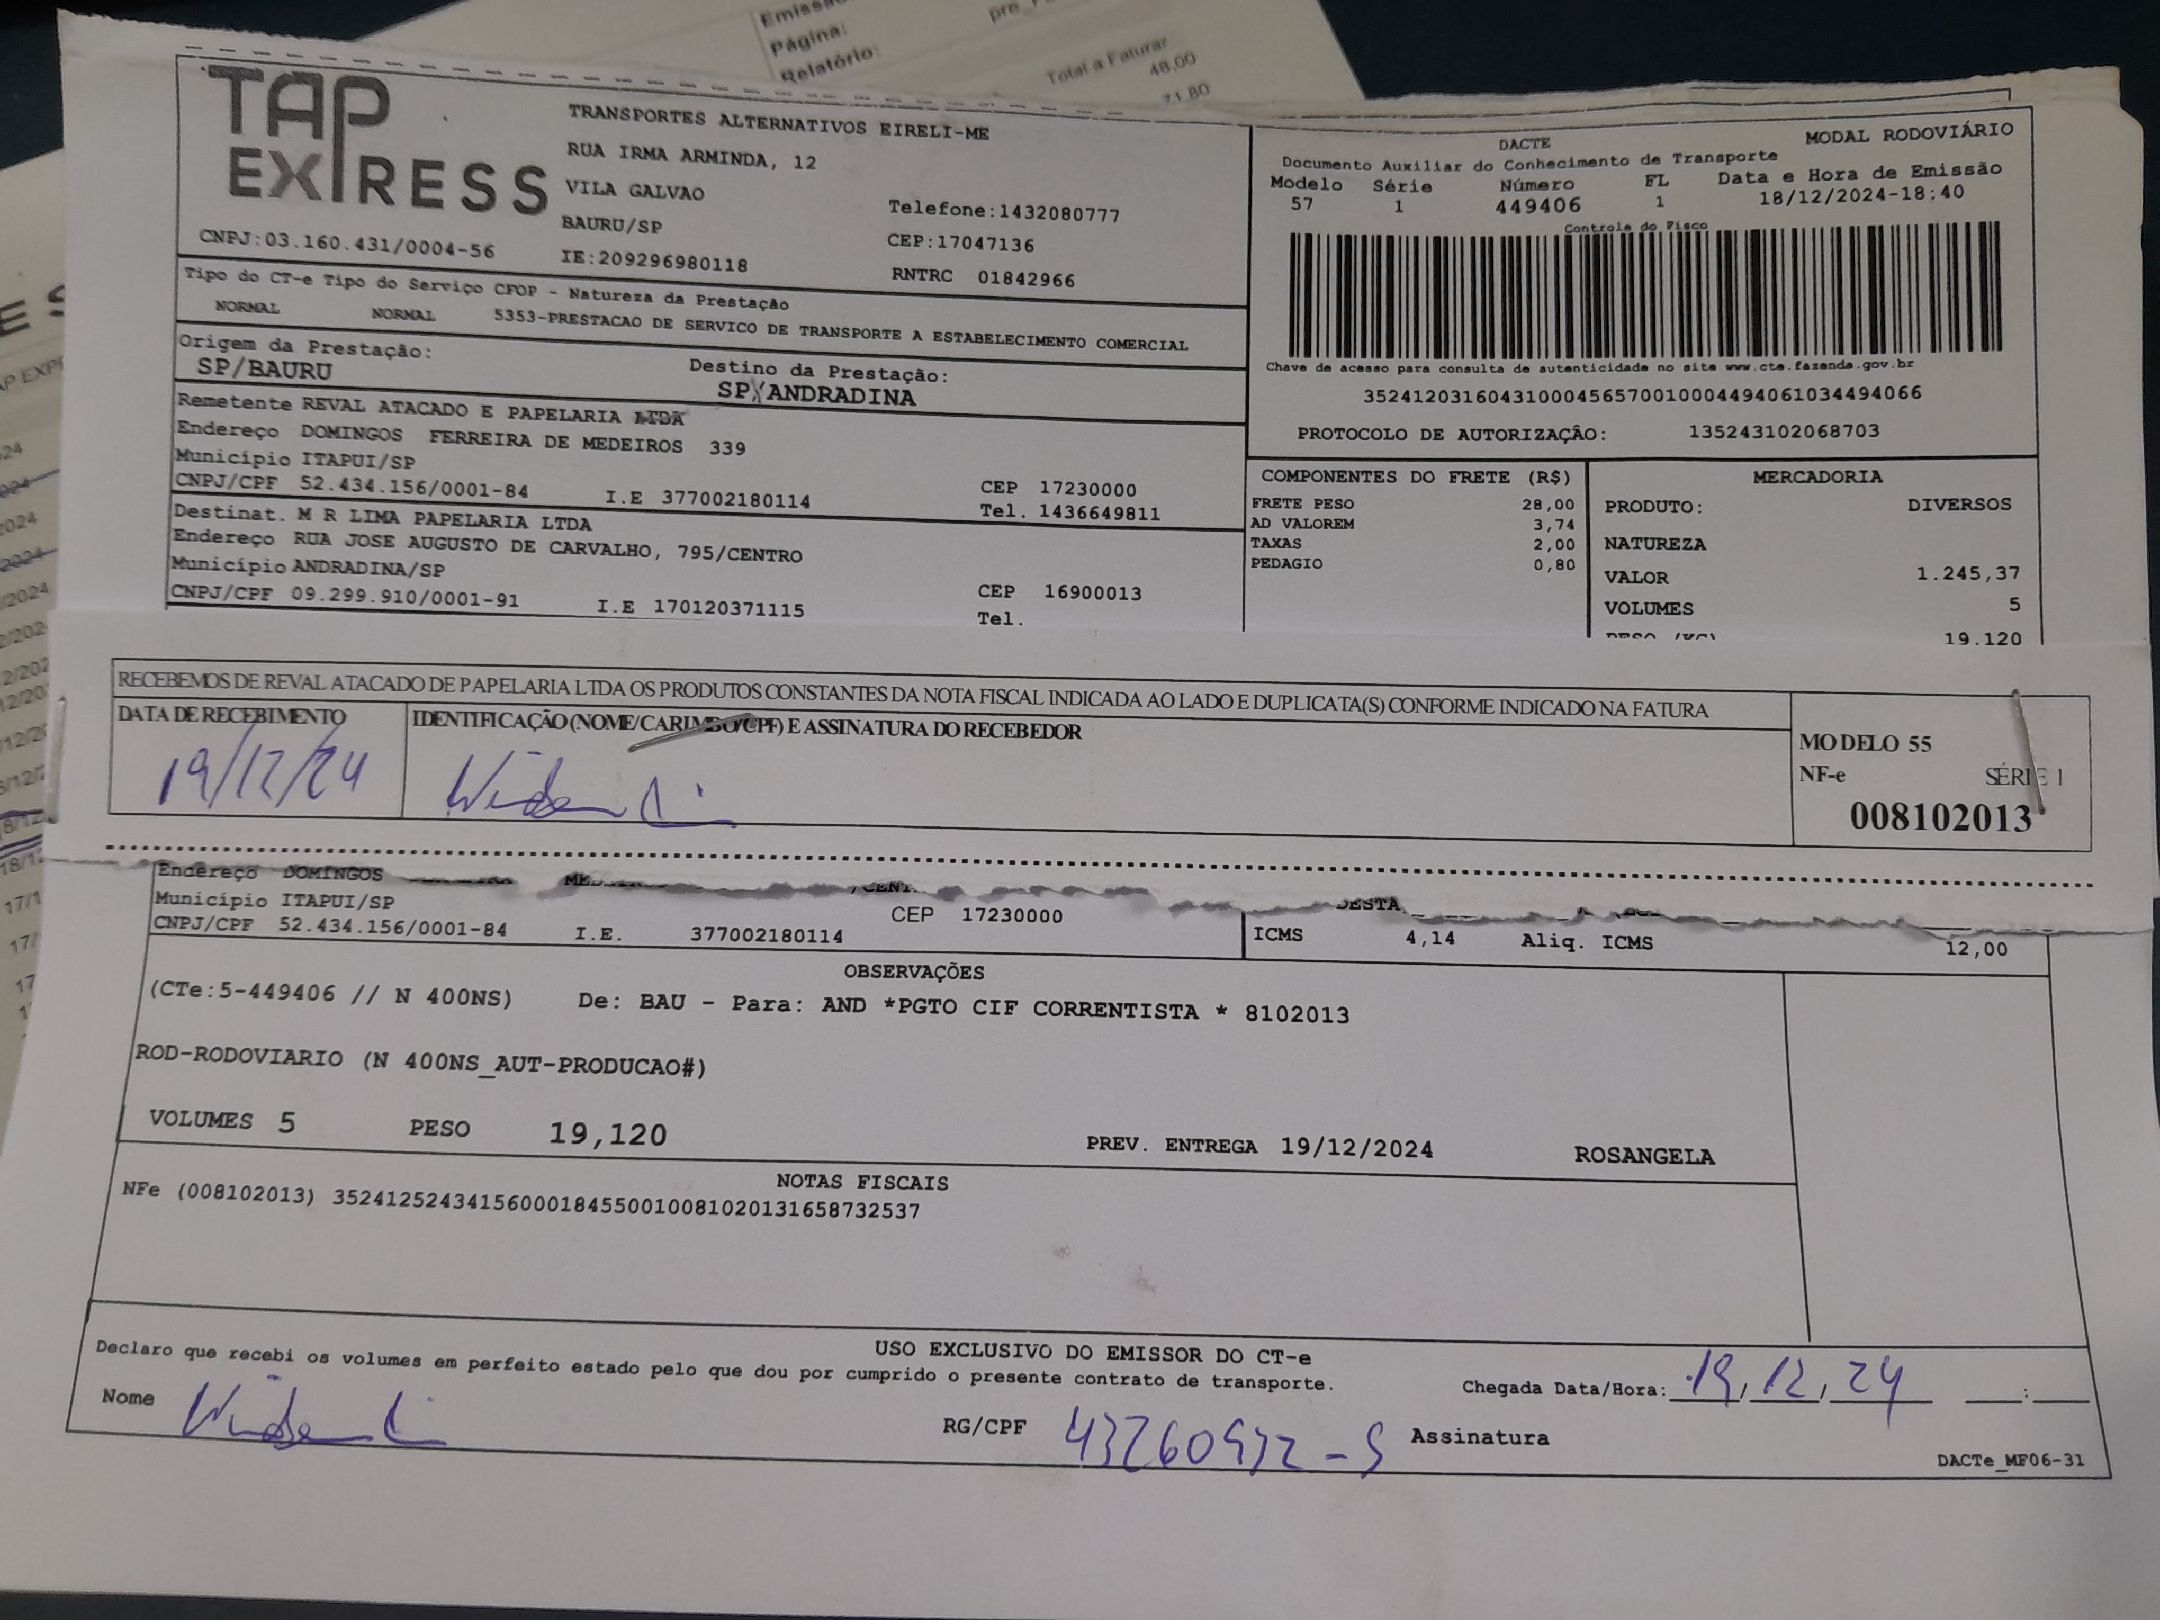 Emissão
Página:
Relatório:
Total a Faturar
48,00
71,80
TAP
EXPRESS
TRANSPORTES ALTERNATIVOS EIRELI-ME
RUA IRMA ARMINDA, 12
VILA GALVAO
BAURU/SP
Telefone:1432080777
CEP:17047136
CNPJ:03.160.431/0004-56
IE:209296980118
RNTRC 01842966
DACTE
MODAL RODOVIÁRIO
Documento Auxiliar do Conhecimento de Transporte
Modelo Série Número FL Data e Hora de Emissão
57 1 449406 1 18/12/2024-18:40
Controle do Fisco
Chave de acesso para consulta de autenticidade no site www.cte.fazenda.gov.br
35241203160431000456570010004494061034494066
PROTOCOLO DE AUTORIZAÇÃO: 135243102068703
Tipo do CT-e Tipo do Serviço CFOP - Natureza da Prestação
NORMAL NORMAL 5353-PRESTACAO DE SERVICO DE TRANSPORTE A ESTABELECIMENTO COMERCIAL
Origem da Prestação: Destino da Prestação:
SP/BAURU SP/ANDRADINA
Remetente REVAL ATACADO E PAPELARIA LTDA
Endereço DOMINGOS FERREIRA DE MEDEIROS 339
Município ITAPUI/SP
CNPJ/CPF 52.434.156/0001-84 I.E 377002180114 CEP 17230000
Tel. 1436649811
Destinat. M R LIMA PAPELARIA LTDA
Endereço RUA JOSE AUGUSTO DE CARVALHO, 795/CENTRO
Município ANDRADINA/SP
CNPJ/CPF 09.299.910/0001-91 I.E 170120371115 CEP 16900013
Tel.
COMPONENTES DO FRETE (R$)
FRETE PESO 28,00
AD VALOREM 3,74
TAXAS 2,00
PEDAGIO 0,80
MERCADORIA
PRODUTO: DIVERSOS
NATUREZA
VALOR 1.245,37
VOLUMES 5
PESO (KG) 19.120
RECEBEMOS DE REVAL ATACADO DE PAPELARIA LTDA OS PRODUTOS CONSTANTES DA NOTA FISCAL INDICADA AO LADO E DUPLICATA(S) CONFORME INDICADO NA FATURA
DATA DE RECEBIMENTO
19/12/24
IDENTIFICAÇÃO (NOME/CARIMBO/CPF) E ASSINATURA DO RECEBEDOR
MODELO 55
NF-e SÉRIE 1
008102013
Endereço DOMINGOS
Município ITAPUI/SP
CEP 17230000
CNPJ/CPF 52.434.156/0001-84 I.E. 377002180114
ICMS 4,14 Aliq. ICMS 12,00
OBSERVAÇÕES
(CTe:5-449406 // N 400NS) De: BAU - Para: AND *PGTO CIF CORRENTISTA * 8102013
ROD-RODOVIARIO (N 400NS_AUT-PRODUCAO#)
VOLUMES 5 PESO 19,120 PREV. ENTREGA 19/12/2024 ROSANGELA
NOTAS FISCAIS
NFe (008102013) 35241252434156000184550010081020131658732537
USO EXCLUSIVO DO EMISSOR DO CT-e
Declaro que recebi os volumes em perfeito estado pelo que dou por cumprido o presente contrato de transporte.
Chegada Data/Hora: 19,12,24 :
Nome
RG/CPF Assinatura
DACTe_MF06-31